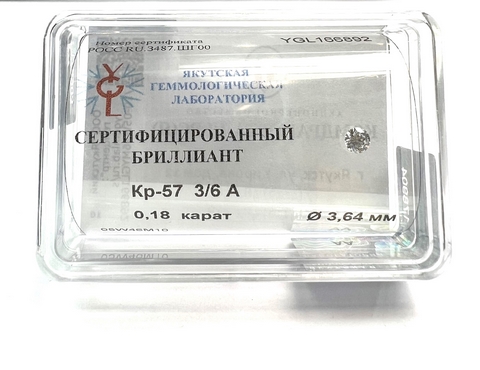 Номер сертификата
YGL166892
РОСС RU.3487.ШГ00
YGL
ЯКУТСКАЯ
ГЕММОЛОГИЧЕСКАЯ
ЛАБОРАТОРИЯ
СЕРТИФИЦИРОВАННЫЙ
БРИЛЛИАНТ
Кр-57 3/6 А
0.18 карат
Ø 3,64 мм